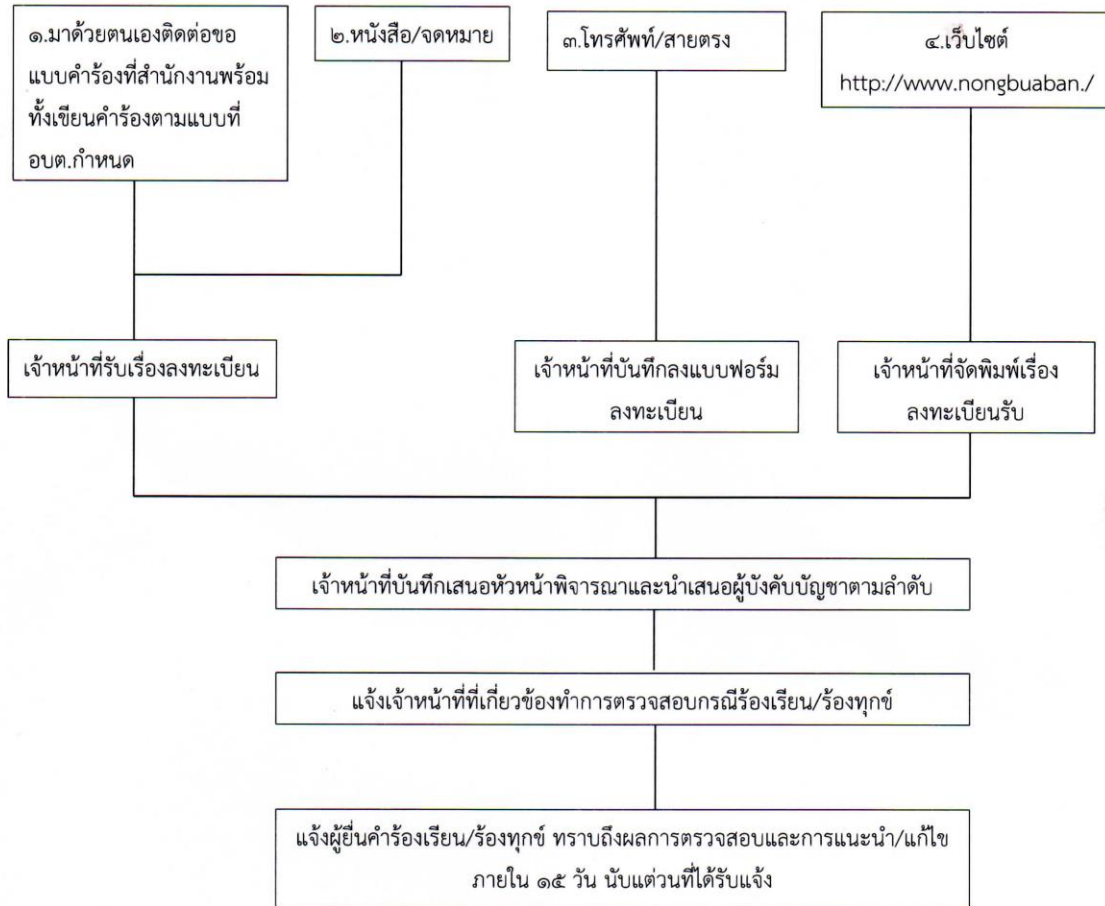 ๑.มาด้วยตนเองติดต่อขอ
แบบคำร้องที่สำนักงานพร้อม
ทั้งเขียนคำร้องตามแบบที่
อบต.กำหนด
๒.หนังสือ/จดหมาย
๓.โทรศัพท์/สายตรง
๔.เว็บไซต์
http://www.nongbuaban./
เจ้าหน้าที่รับเรื่องลงทะเบียน
เจ้าหน้าที่บันทึกลงแบบฟอร์ม
ลงทะเบียน
เจ้าหน้าที่จัดพิมพ์เรื่อง
ลงทะเบียนรับ
เจ้าหน้าที่บันทึกเสนอหัวหน้าพิจารณาและนำเสนอผู้บังคับบัญชาตามลำดับ
แจ้งเจ้าหน้าที่ที่เกี่ยวข้องทำการตรวจสอบกรณีร้องเรียน/ร้องทุกข์
แจ้งผู้ยื่นคำร้องเรียน/ร้องทุกข์ ทราบถึงผลการตรวจสอบและการแนะนำ/แก้ไข
ภายใน ๑๕ วัน นับแต่วนที่ได้รับแจ้ง